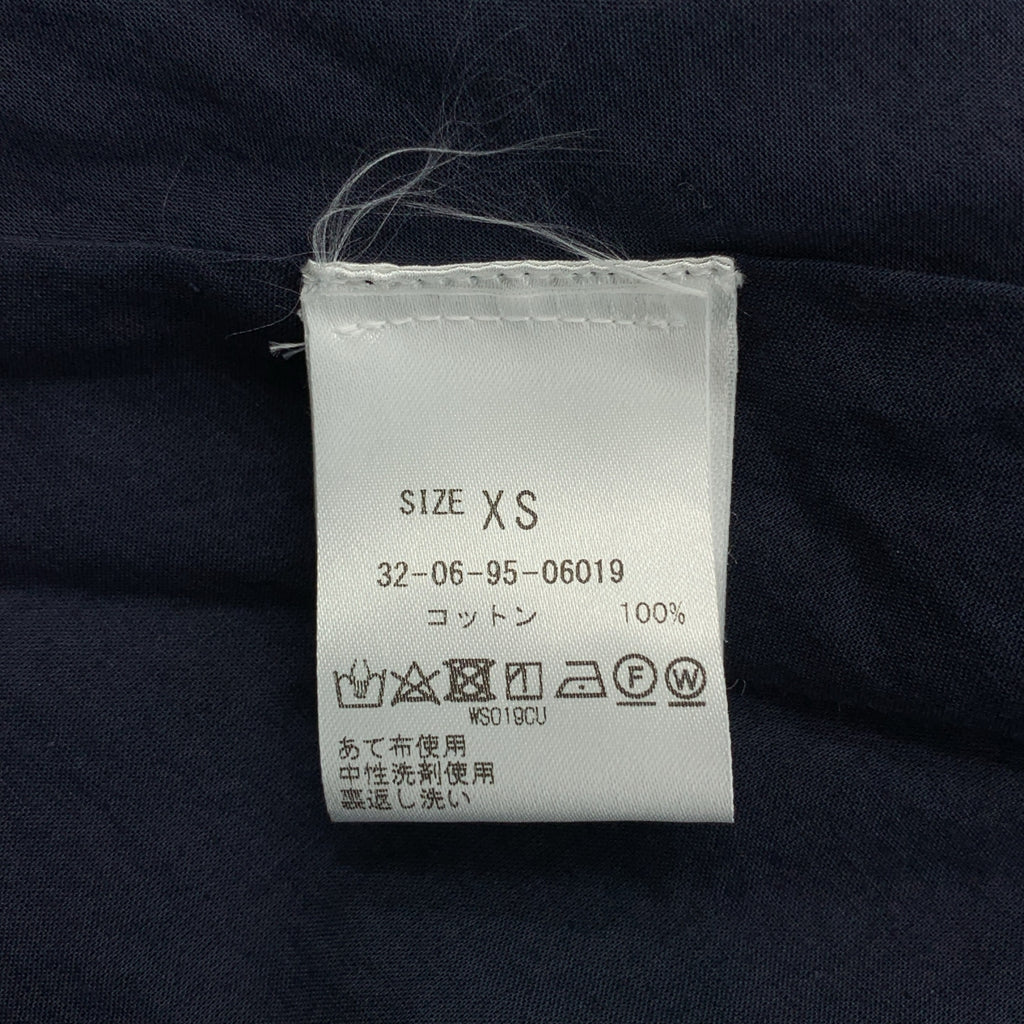 SIZE XS
32-06-95-06019
コットン 100%
F W
WS019CU
あて布使用
中性洗剤使用
裏返し洗い